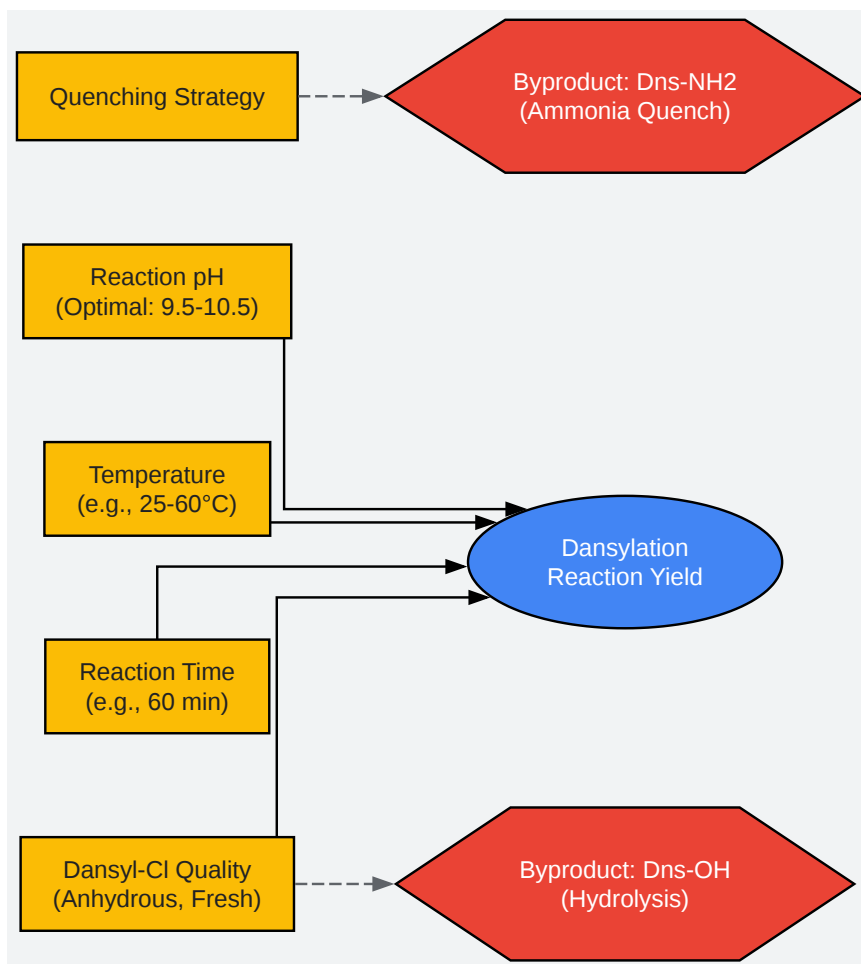 Quenching Strategy
Byproduct: Dns-NH2
(Ammonia Quench)
Reaction pH
(Optimal: 9.5-10.5)
Temperature
(e.g., 25-60°C)
Dansylation
Reaction Yield
Reaction Time
(e.g., 60 min)
Dansyl-Cl Quality
(Anhydrous, Fresh)
Byproduct: Dns-OH
(Hydrolysis)